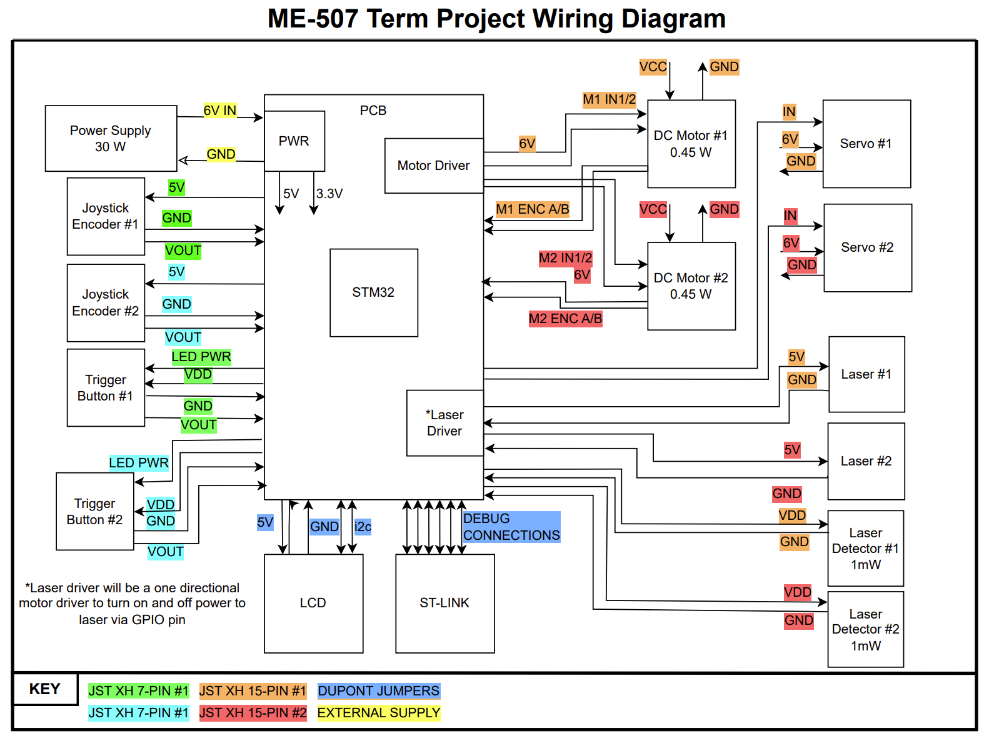 ME-507 Term Project Wiring Diagram
Power Supply
30 W
6V IN
GND
PCB
PWR
5V
3.3V
Motor Driver
STM32
*Laser
Driver
Joystick
Encoder #1
5V
GND
VOUT
Joystick
Encoder #2
5V
GND
VOUT
Trigger
Button #1
LED PWR
VDD
GND
VOUT
Trigger
Button #2
LED PWR
VDD
GND
VOUT
VCC
GND
M1 IN1/2
6V
DC Motor #1
0.45 W
M1 ENC A/B
VCC
GND
M2 IN1/2
6V
DC Motor #2
0.45 W
M2 ENC A/B
IN
6V
GND
Servo #1
IN
6V
GND
Servo #2
5V
GND
Laser #1
5V
GND
Laser #2
VDD
GND
Laser
Detector #1
1mW
VDD
GND
Laser
Detector #2
1mW
5V
GND
i2c
LCD
DEBUG
CONNECTIONS
ST-LINK
*Laser driver will be a one directional
motor driver to turn on and off power to
laser via GPIO pin
KEY
JST XH 7-PIN #1
JST XH 15-PIN #1
DUPONT JUMPERS
JST XH 7-PIN #1
JST XH 15-PIN #2
EXTERNAL SUPPLY